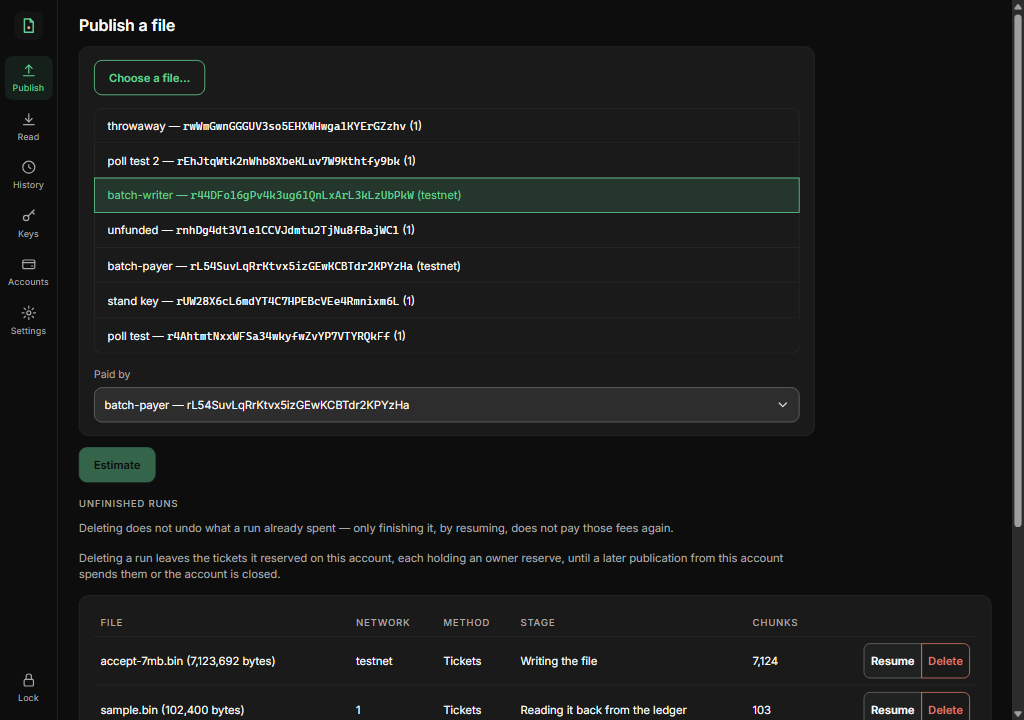 Publish a file
Publish
Read
History
Keys
Accounts
Settings
Lock
Choose a file...
throwaway — rwWmGwnGGGUV3so5EHXWHwga1KYErGZzhv (1)
poll test 2 — rEhJtqWtk2nWhb8XbeKLuv7W9Kthtfy9bk (1)
batch-writer — r44DFo16gPv4k3ug61QnLxArL3kLzUbPkW (testnet)
unfunded — rnhDg4dt3V1e1CCVJdmtu2TjNu8fBajWC1 (1)
batch-payer — rL54SuvLqRrKtvx5izGEwKCBTdr2KPYzHa (testnet)
stand key — rUW28X6cL6mdYT4C7HPEBcVEe4Rmnixm6L (1)
poll test — r4AhtmtNxxWFSa34wkyfwZvYP7VTYRQkFf (1)
Paid by
batch-payer — rL54SuvLqRrKtvx5izGEwKCBTdr2KPYzHa
Estimate
UNFINISHED RUNS
Deleting does not undo what a run already spent — only finishing it, by resuming, does not pay those fees again.
Deleting a run leaves the tickets it reserved on this account, each holding an owner reserve, until a later publication from this account
spends them or the account is closed.
FILE NETWORK METHOD STAGE CHUNKS
accept-7mb.bin (7,123,692 bytes) testnet Tickets Writing the file 7,124 Resume Delete
sample.bin (102,400 bytes) 1 Tickets Reading it back from the ledger 103 Resume Delete